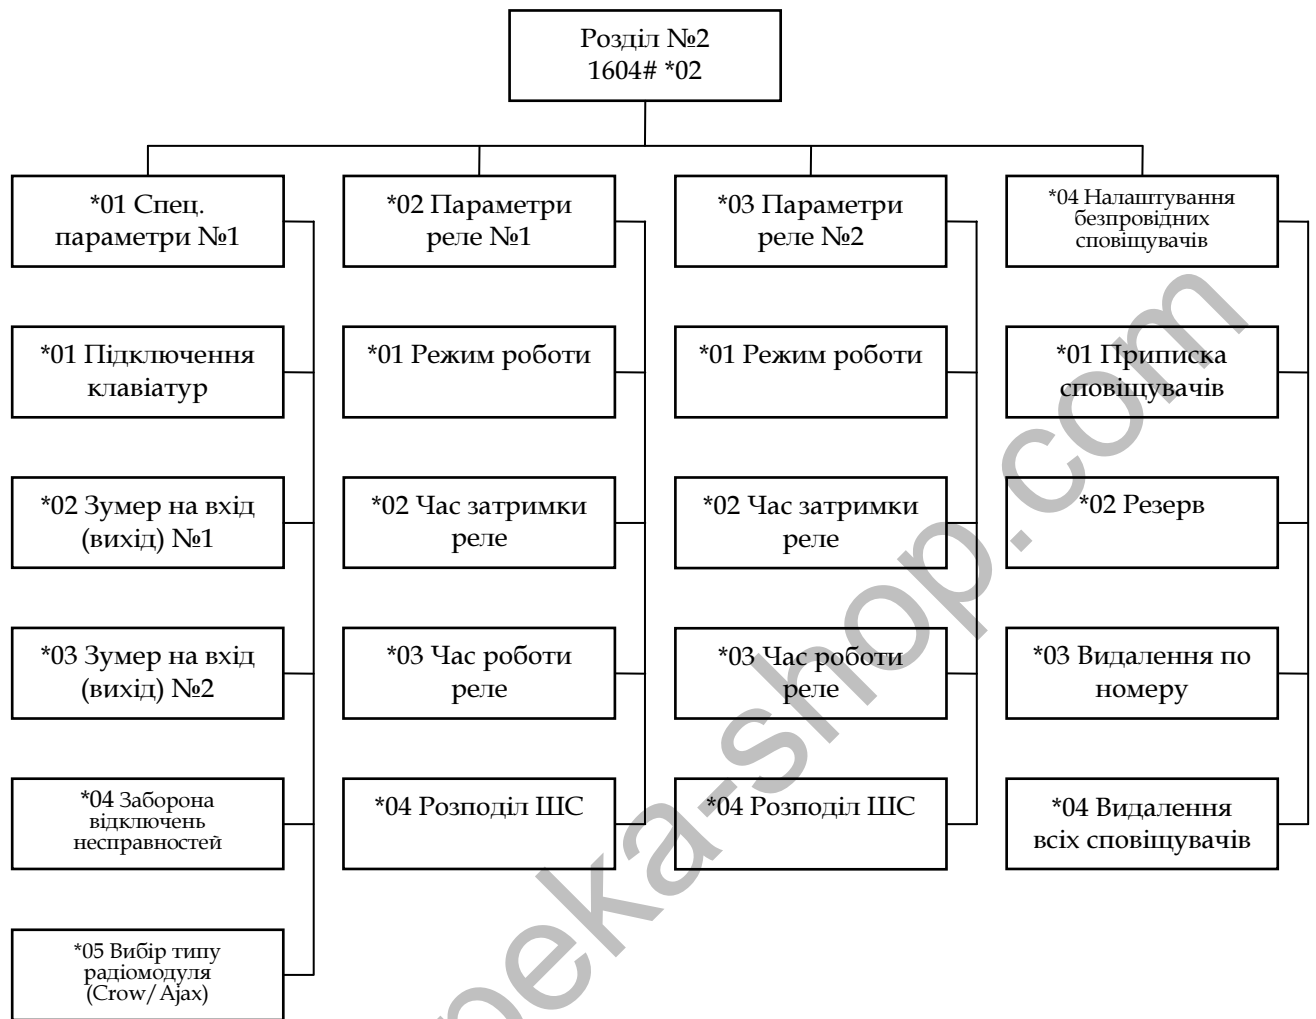 Розділ №2
1604# *02
*01 Спец.
параметри №1
*02 Параметри
реле №1
*03 Параметри
реле №2
*04 Налаштування
безпровідних
сповіщувачів
*01 Підключення
клавіатур
*01 Режим роботи
*01 Режим роботи
*01 Приписка
сповіщувачів
*02 Зумер на вхід
(вихід) №1
*02 Час затримки
реле
*02 Час затримки
реле
*02 Резерв
*03 Зумер на вхід
(вихід) №2
*03 Час роботи
реле
*03 Час роботи
реле
*03 Видалення по
номеру
*04 Заборона
відключень
несправностей
*04 Розподіл ШС
*04 Розподіл ШС
*04 Видалення
всіх сповіщувачів
*05 Вибір типу
радіомодуля
(Crow/Ajax)
peka-shop.com